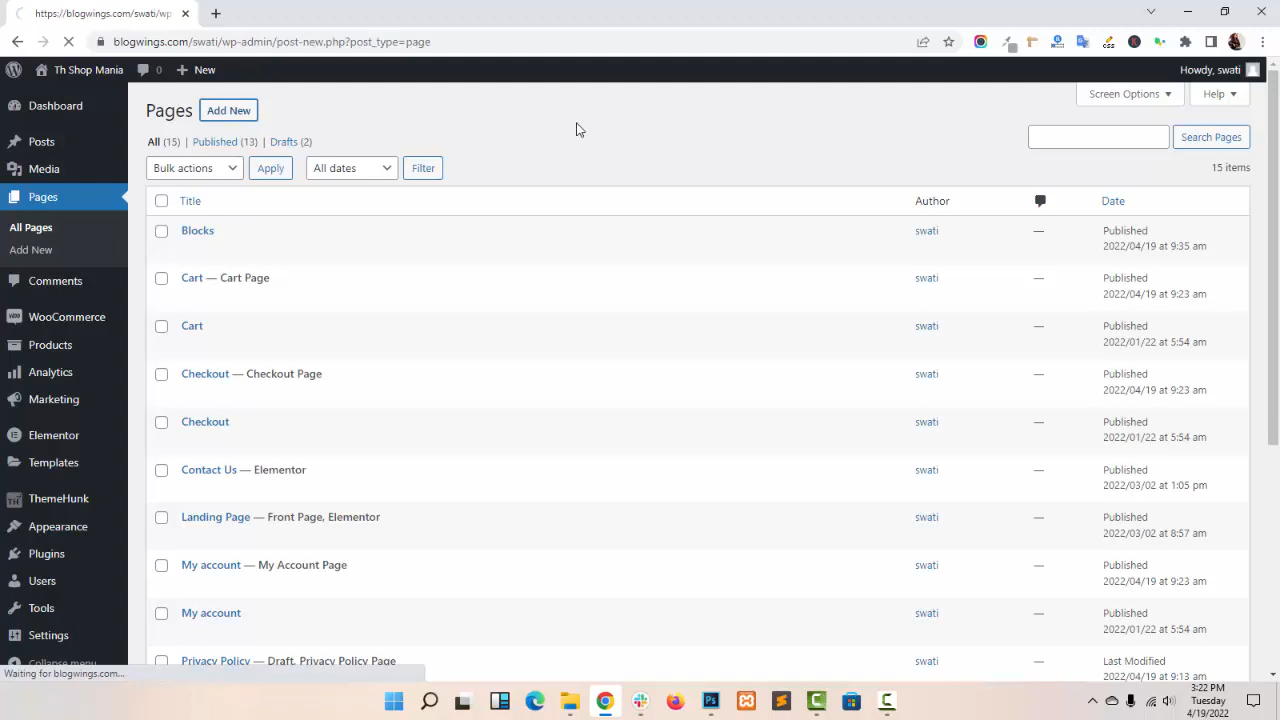 https://blogwings.com/swati/wp
blogwings.com/swati/wp-admin/post-new.php?post_type=page
Th Shop Mania 0 New Howdy, swati
Dashboard
Posts
Media
Pages
All Pages
Add New
Comments
WooCommerce
Products
Analytics
Marketing
Elementor
Templates
ThemeHunk
Appearance
Plugins
Users
Tools
Settings
Collapse menu
Screen Options Help
Pages Add New
All (15) | Published (13) | Drafts (2)
Search Pages
Bulk actions Apply All dates Filter 15 items
Title Author Date
Blocks swati — Published
2022/04/19 at 9:35 am
Cart — Cart Page swati — Published
2022/04/19 at 9:23 am
Cart swati — Published
2022/01/22 at 5:54 am
Checkout — Checkout Page swati — Published
2022/04/19 at 9:23 am
Checkout swati — Published
2022/01/22 at 5:54 am
Contact Us — Elementor swati — Published
2022/03/02 at 1:05 pm
Landing Page — Front Page, Elementor swati — Published
2022/03/02 at 8:57 am
My account — My Account Page swati — Published
2022/04/19 at 9:23 am
My account swati — Published
2022/01/22 at 5:54 am
Privacy Policy — Draft, Privacy Policy Page swati — Last Modified
2022/04/19 at 9:13 am
Waiting for blogwings.com...
3:22 PM
Tuesday
4/19/2022